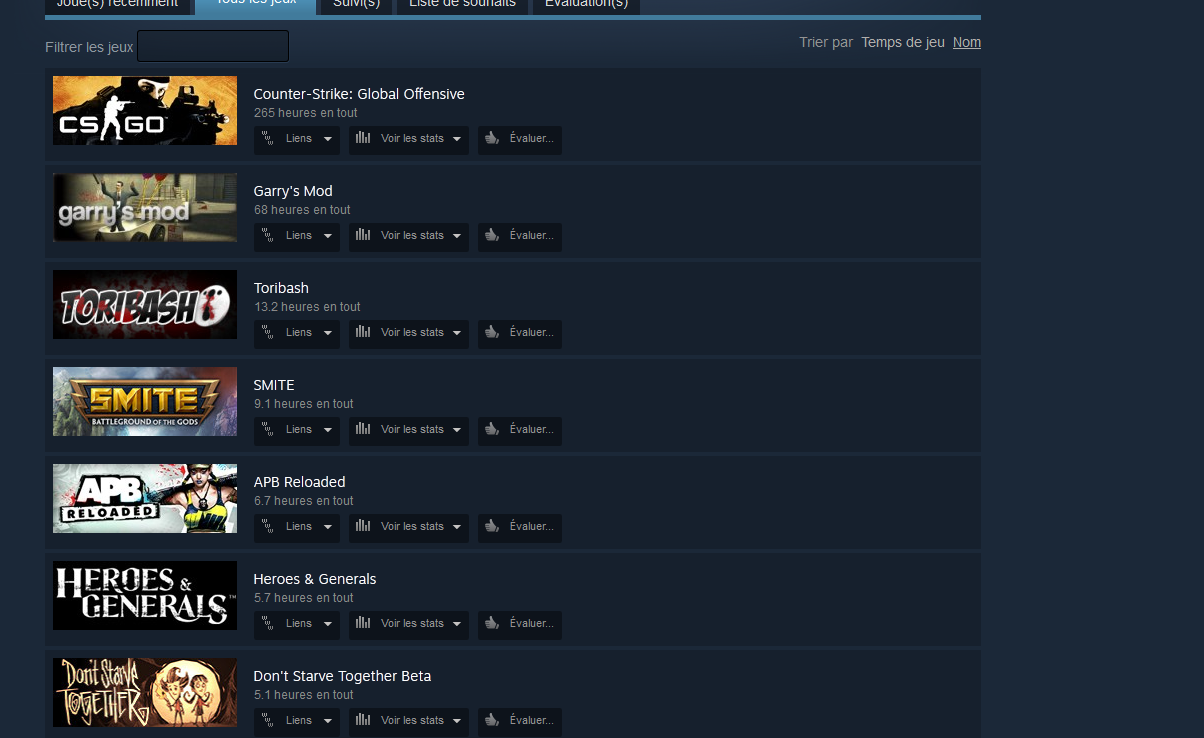 Joué(s) récemment Tous les jeux Suivi(s) Liste de souhaits Évaluation(s)
Filtrer les jeux
Trier par Temps de jeu Nom
CS GO
Counter-Strike: Global Offensive
265 heures en tout
Liens Voir les stats Évaluer...
garry's mod
Garry's Mod
68 heures en tout
Liens Voir les stats Évaluer...
TORIBASH
Toribash
13.2 heures en tout
Liens Voir les stats Évaluer...
SMITE
BATTLEGROUND OF THE GODS
SMITE
9.1 heures en tout
Liens Voir les stats Évaluer...
APB
RELOADED
APB Reloaded
6.7 heures en tout
Liens Voir les stats Évaluer...
HEROES &
GENERALS™
Heroes & Generals
5.7 heures en tout
Liens Voir les stats Évaluer...
Don't Starve
TOGETHER
Don't Starve Together Beta
5.1 heures en tout
Liens Voir les stats Évaluer...